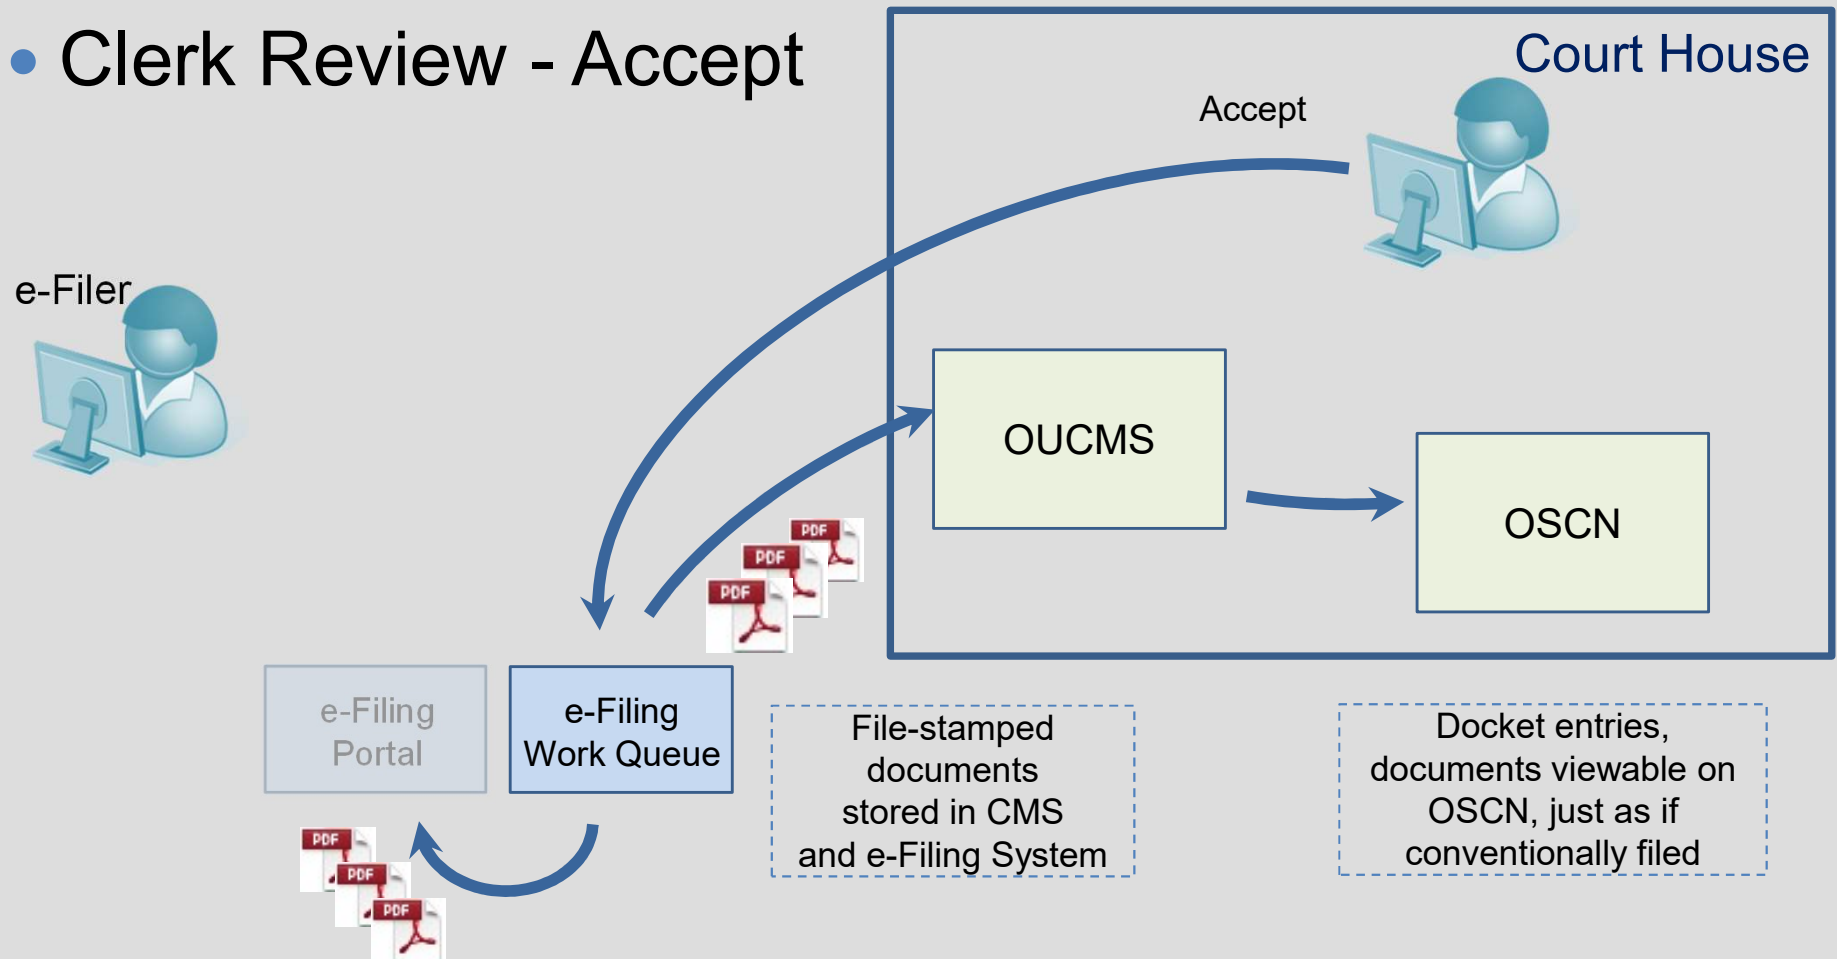 • Clerk Review - Accept
Court House
Accept
e-Filer
OUCMS
OSCN
PDF
PDF
PDF
e-Filing
Portal
e-Filing
Work Queue
File-stamped
documents
stored in CMS
and e-Filing System
Docket entries,
documents viewable on
OSCN, just as if
conventionally filed
PDF
PDF
PDF